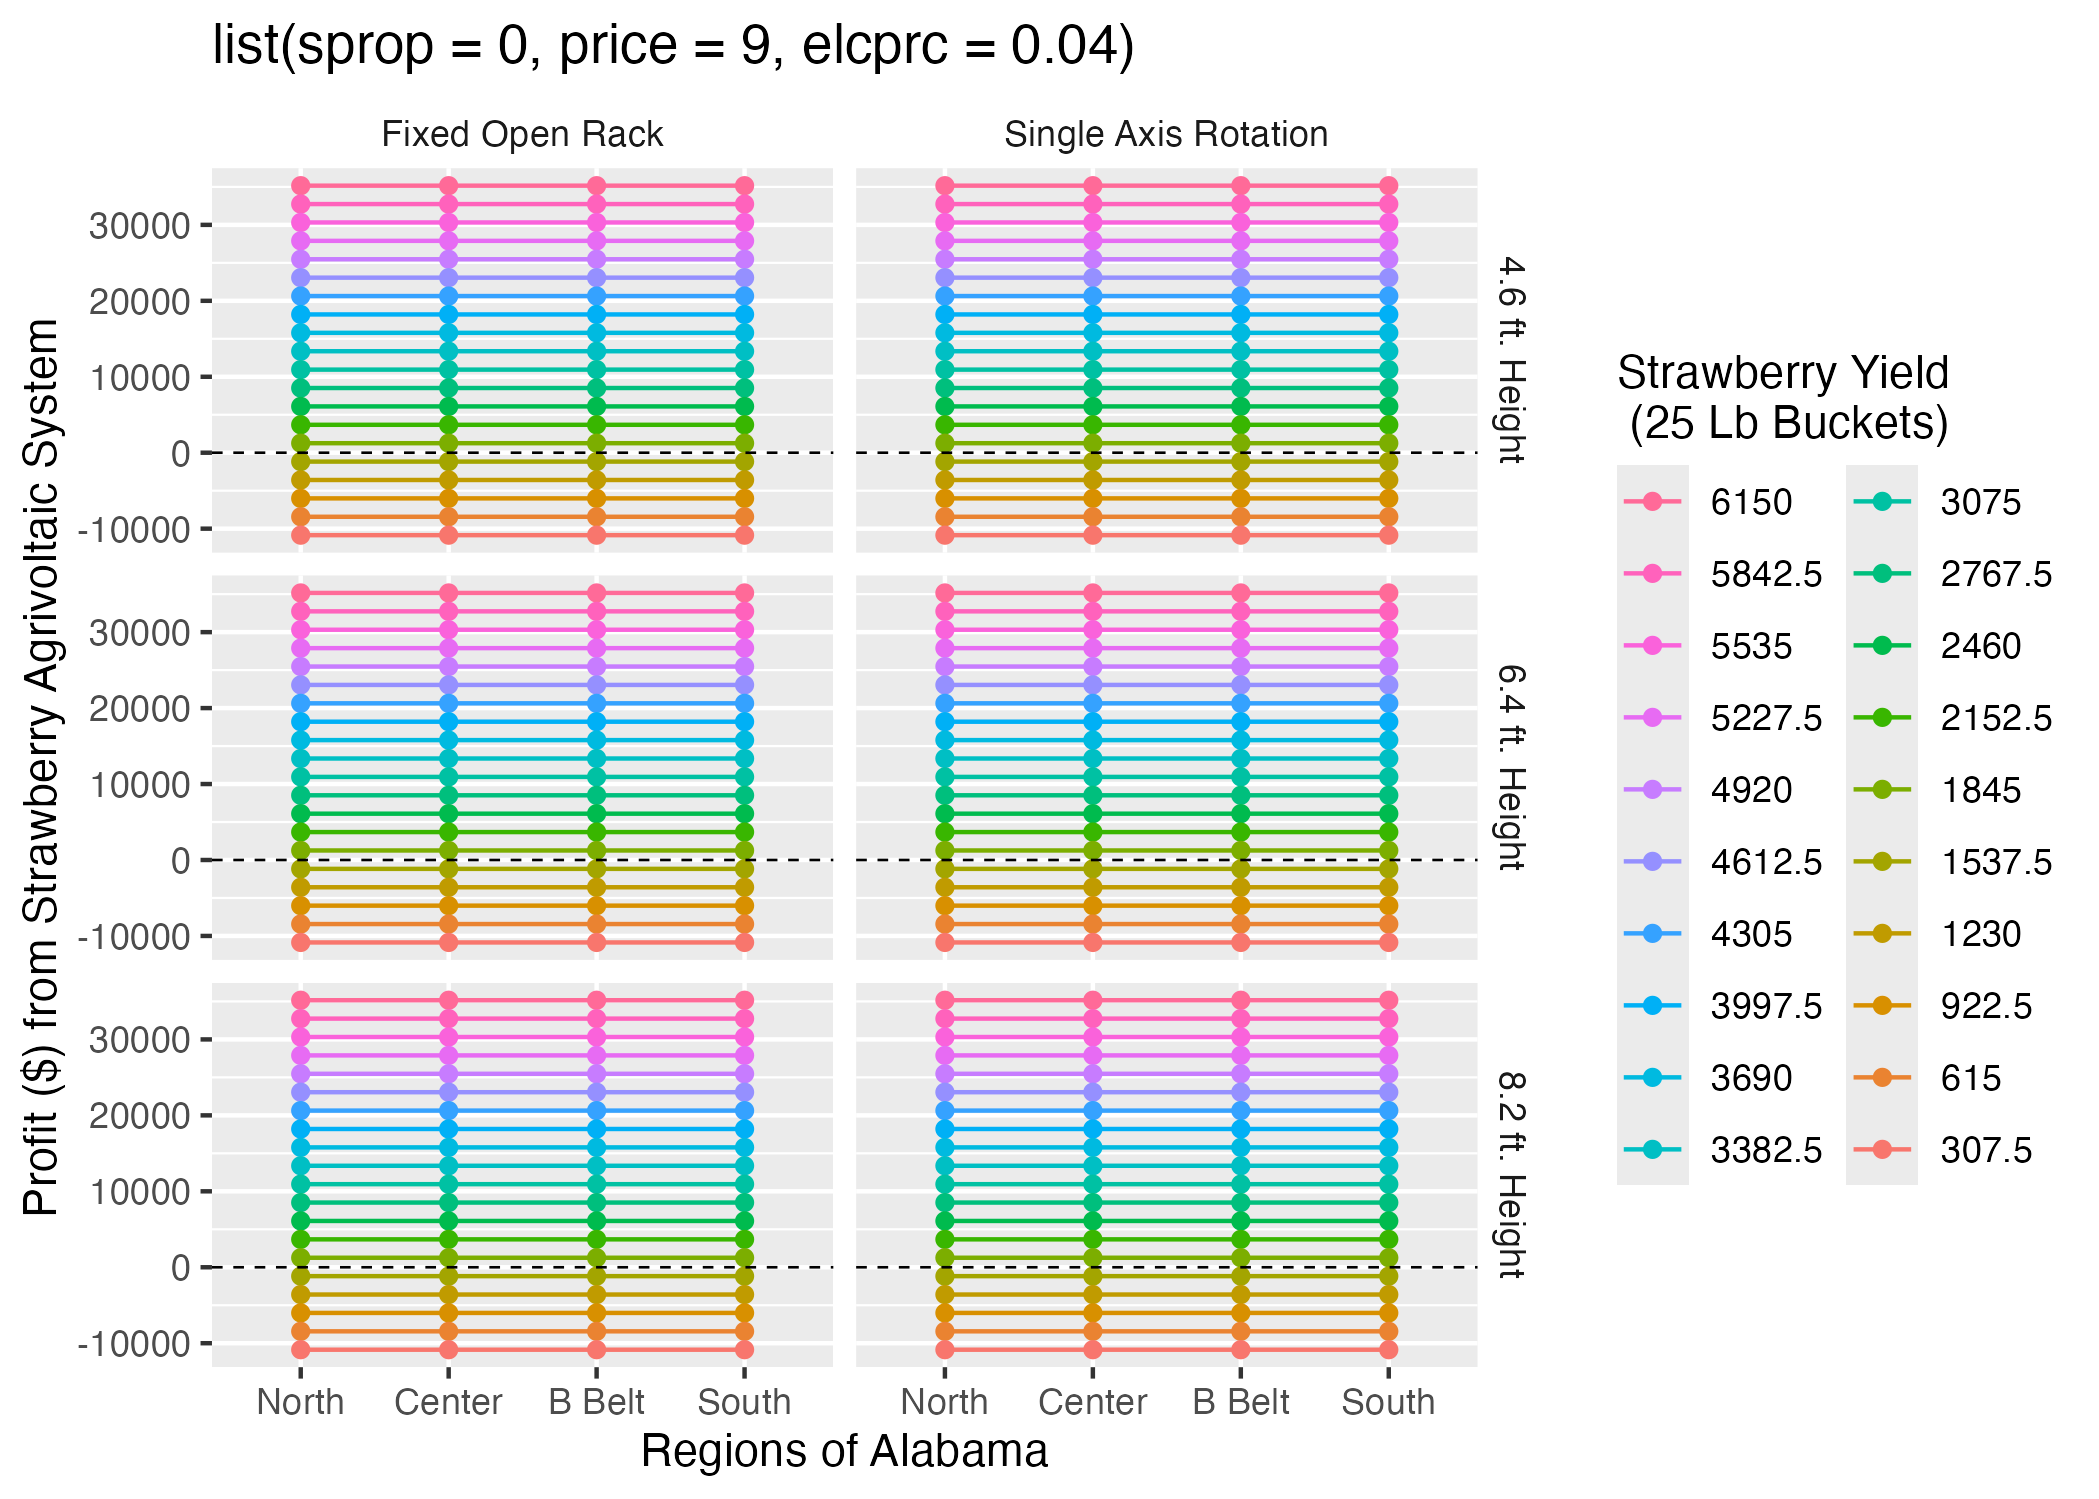 list(sprop = 0, price = 9, elcprc = 0.04)
Fixed Open Rack
Single Axis Rotation
Profit ($) from Strawberry Agrivoltaic System
30000
20000
10000
0
-10000
4.6 ft. Height
30000
20000
10000
0
-10000
6.4 ft. Height
30000
20000
10000
0
-10000
8.2 ft. Height
North
Center
B Belt
South
North
Center
B Belt
South
Regions of Alabama
Strawberry Yield
(25 Lb Buckets)
6150
5842.5
5535
5227.5
4920
4612.5
4305
3997.5
3690
3382.5
3075
2767.5
2460
2152.5
1845
1537.5
1230
922.5
615
307.5